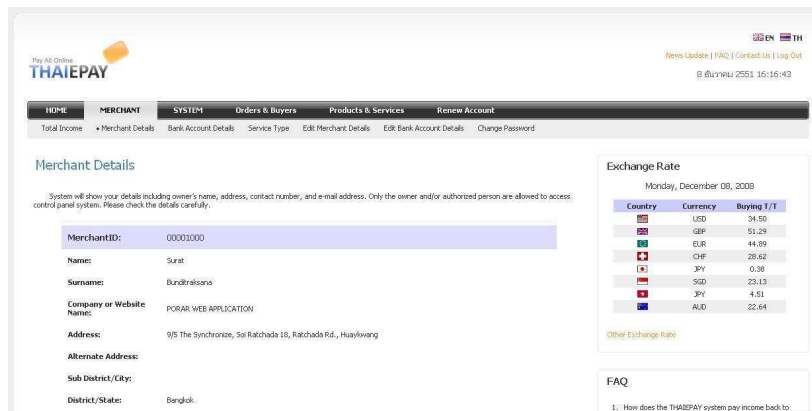 EN TH
News Update | FAQ | Contact Us | Log Out
Pay All Online
THAIEPAY
8 ธันวาคม 2551 16:16:43
HOME MERCHANT SYSTEM Orders & Buyers Products & Services Renew Account
Total Income • Merchant Details Bank Account Details Service Type Edit Merchant Details Edit Bank Account Details Change Password
Merchant Details
System will show your details including owner's name, address, contact number, and e-mail address. Only the owner and/or authorized person are allowed to access
control panel system. Please check the details carefully.
MerchantID: 00001000
Name: Surat
Surname: Bunditraksana
Company or Website
Name: PORAR WEB APPLICATION
Address: 9/5 The Synchronize, Soi Ratchada 18, Ratchada Rd., Huaykwang
Alternate Address:
Sub District/City:
District/State: Bangkok
Exchange Rate
Monday, December 08, 2008
Country Currency Buying T/T
USD 34.50
GBP 51.29
EUR 44.89
CHF 28.62
JPY 0.38
SGD 23.13
JPY 4.51
AUD 22.64
Other Exchange Rate
FAQ
1. How does the THAIEPAY system pay income back to